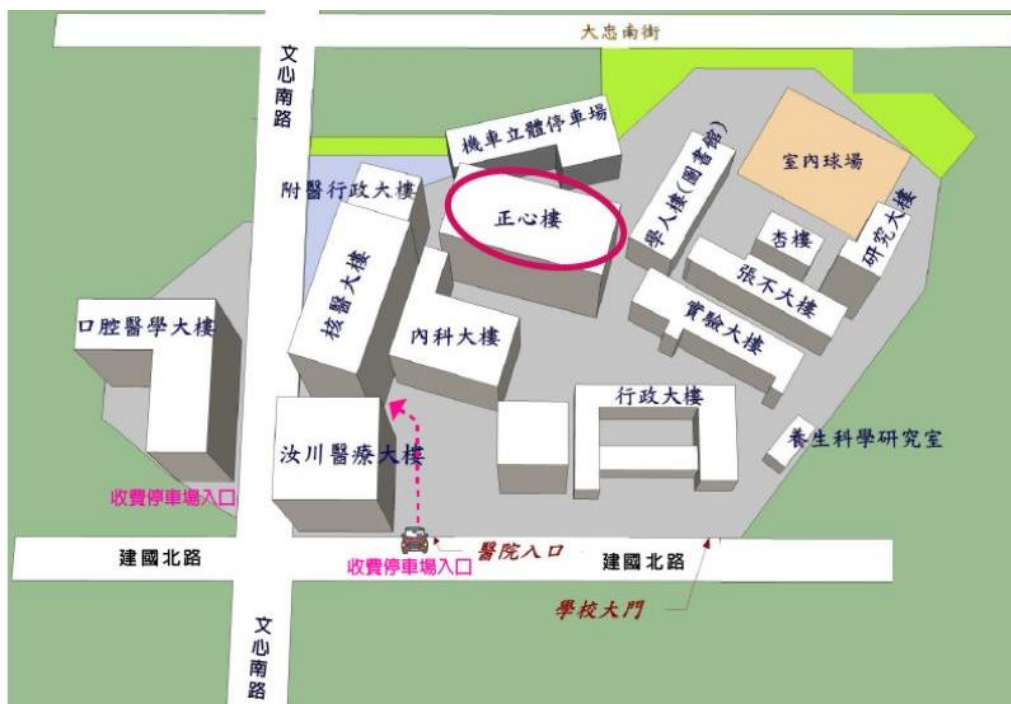 大忠南街
文心南路
機車立體停車場
學人樓(圖書館)
室內球場
附醫行政大樓
正心樓
杏樓
研究大樓
張不大樓
核醫大樓
口腔醫學大樓
內科大樓
實驗大樓
行政大樓
汝川醫療大樓
養生科學研究室
收費停車場入口
建國北路
醫院入口
建國北路
收費停車場入口
學校大門
文心南路